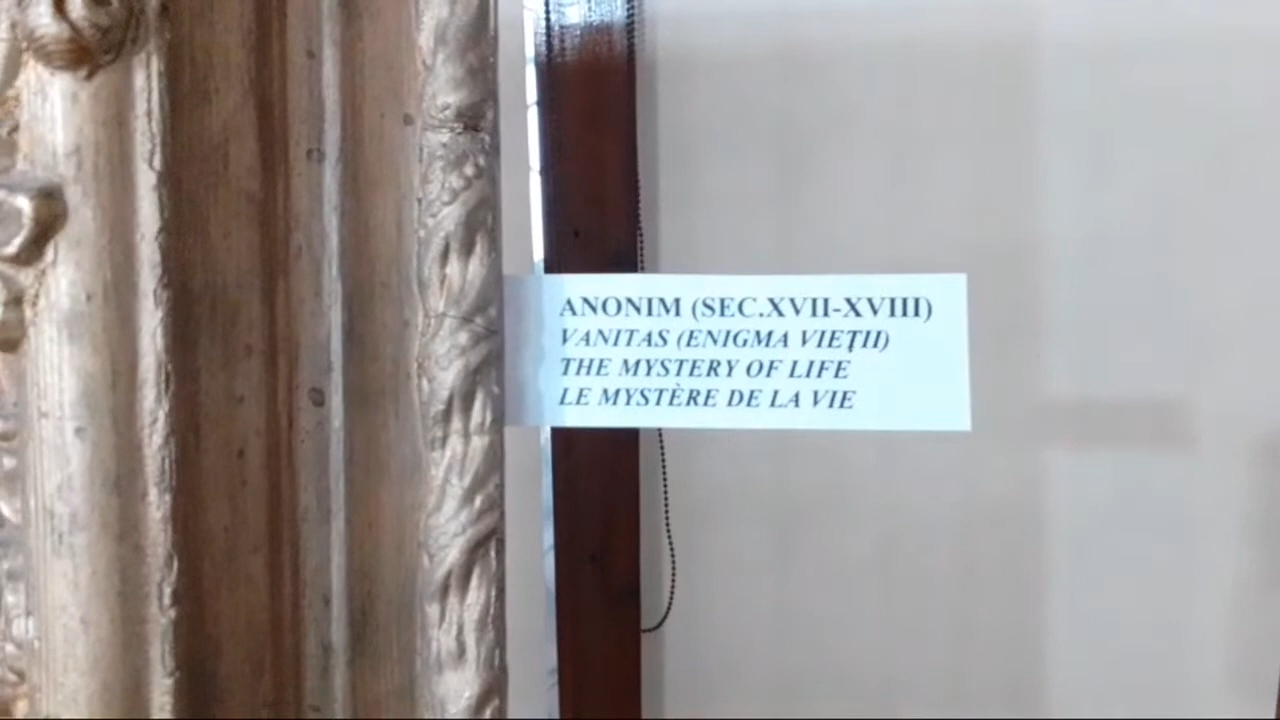 ANONIM (SEC.XVII-XVIII)
VANITAS (ENIGMA VIEŢII)
THE MYSTERY OF LIFE
LE MYSTÈRE DE LA VIE